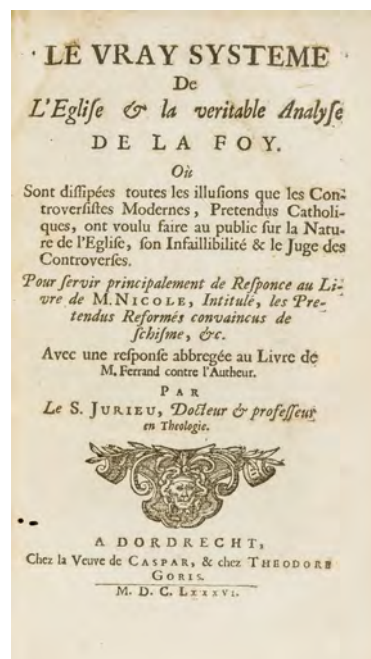 LE VRAY SYSTEME
De
L'Egliſe & la veritable Analyſe
DE LA FOY.
Où
Sont diſſipées toutes les illuſions que les Con-
troverſiſtes Modernes, Pretendus Catholi-
ques, ont voulu faire au public ſur la Natu-
re de l'Egliſe, ſon Infaillibilité & le Juge des
Controverſes.
Pour ſervir principalement de Reſponce au Li-
vre de M. NICOLE, Intitulé, les Pre-
tendus Reformés convaincus de
ſchiſme, &c.
Avec une reſponſe abbregée au Livre de
M. Ferrand contre l'Autheur.
PAR
Le S. JURIEU, Docteur & profeſſeur
en Theologie.
A DORDRECHT,
Chez la Veuve de CASPAR, & chez THEODORE
GORIS.
M. D. C. LXXXVI.